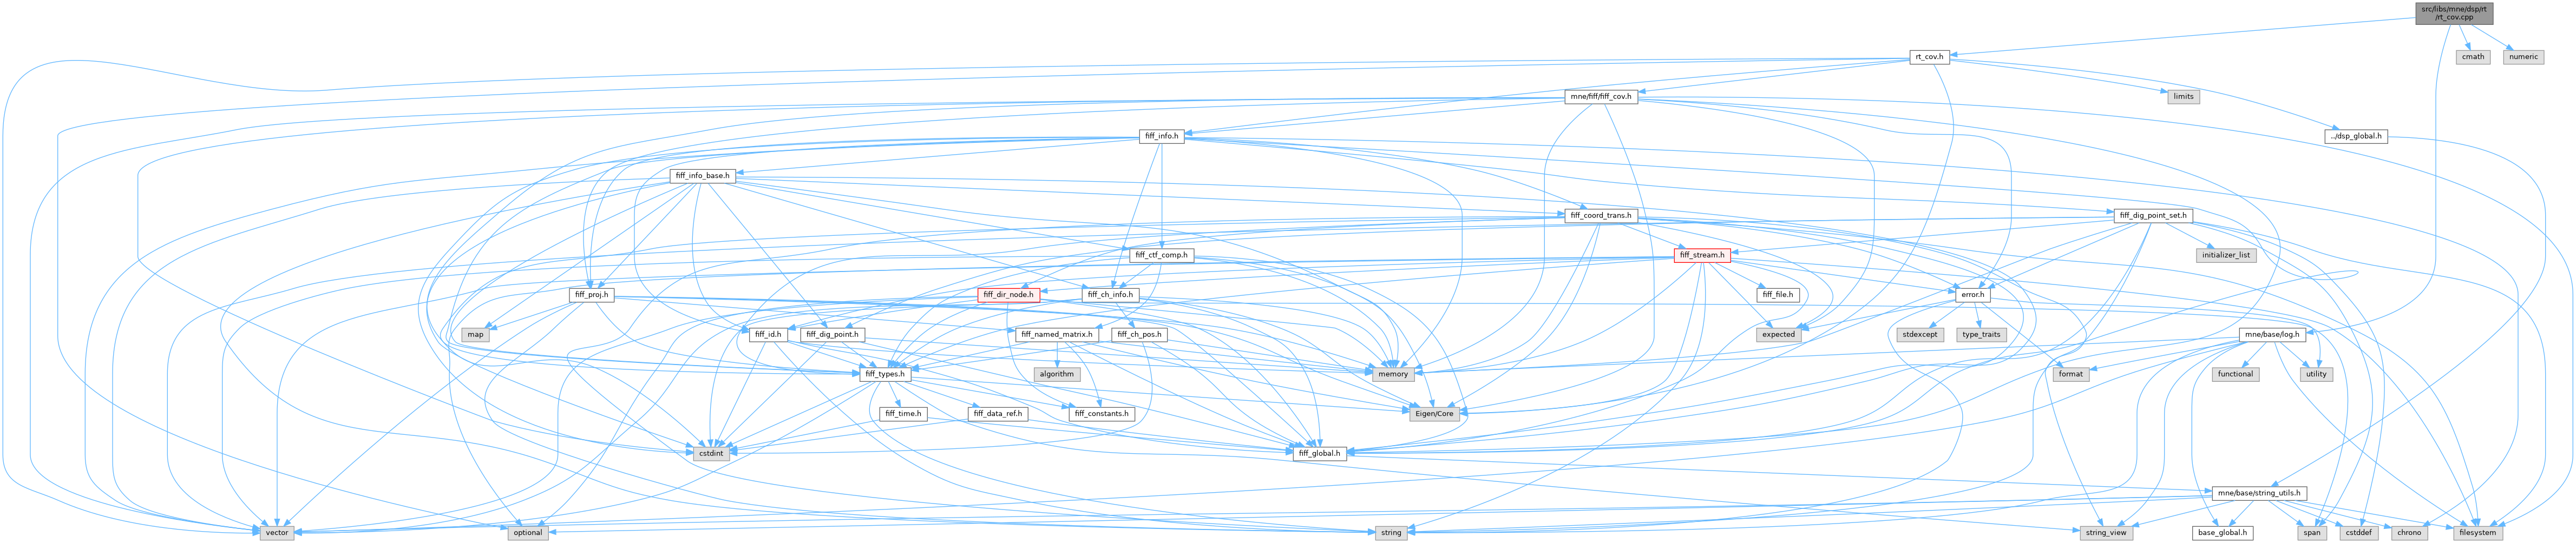 src/libs/mne/dsp/rt
/rt_cov.cpp
rt_cov.h
cmath
numeric
mne/fiff/fiff_cov.h
limits
fiff_info.h
../dsp_global.h
fiff_info_base.h
fiff_coord_trans.h
fiff_dig_point_set.h
fiff_ctf_comp.h
fiff_stream.h
initializer_list
fiff_proj.h
fiff_dir_node.h
fiff_ch_info.h
fiff_file.h
error.h
map
fiff_id.h
fiff_dig_point.h
fiff_named_matrix.h
fiff_ch_pos.h
expected
stdexcept
type_traits
mne/base/log.h
fiff_types.h
algorithm
memory
format
functional
utility
fiff_time.h
fiff_data_ref.h
fiff_constants.h
Eigen/Core
cstdint
fiff_global.h
mne/base/string_utils.h
vector
optional
string
string_view
base_global.h
span
cstddef
chrono
filesystem